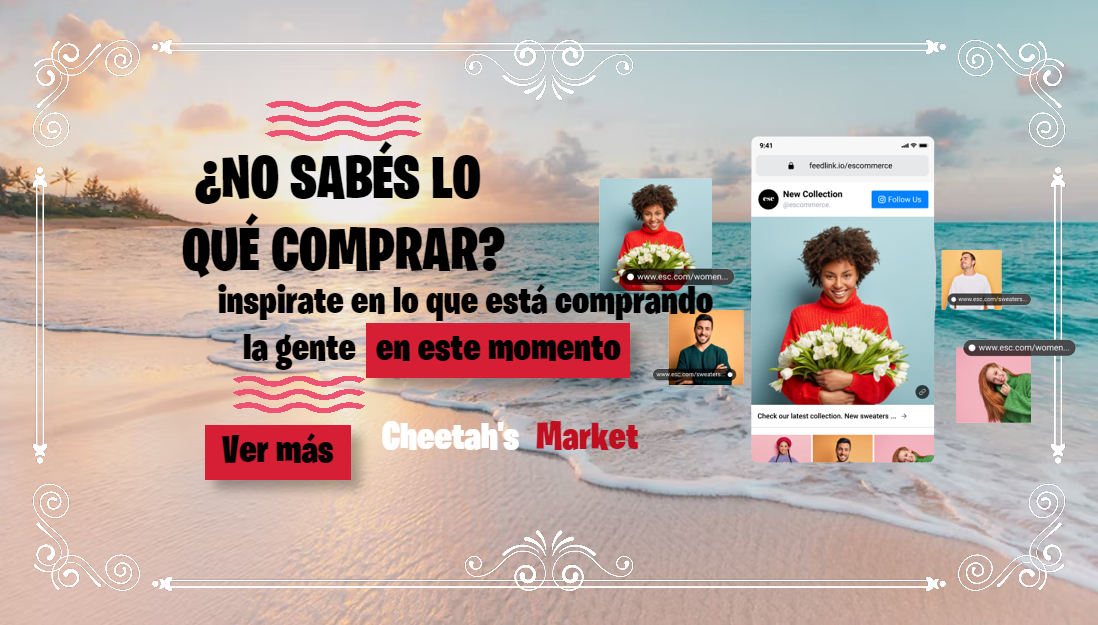 ¿NO SABÉS LO
QUÉ COMPRAR?
inspirate en lo que está comprando
la gente en este momento
Ver más
Cheetah's Market
www.esc.com/women...
www.esc.com/sweaters...
9:41
feedlink.io/escommerce
esc
New Collection
@escommerce.
Follow Us
Check our latest collection. New sweaters ... →
www.esc.com/sweaters...
www.esc.com/women...